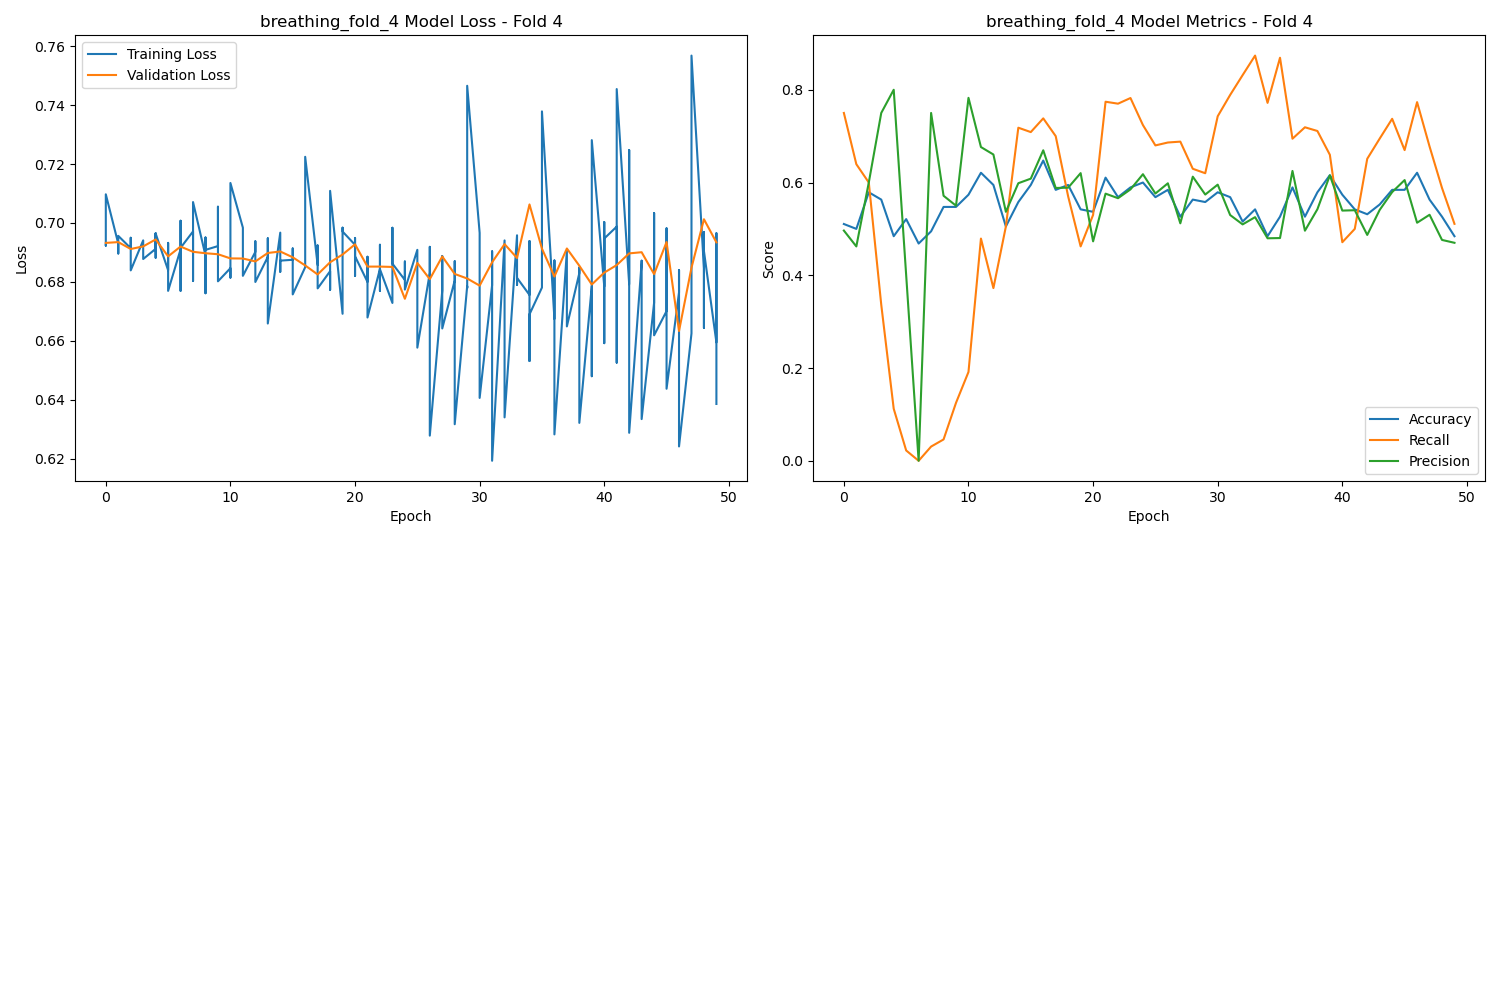 breathing_fold_4 Model Loss - Fold 4
Training Loss
Validation Loss
0.76
0.74
0.72
0.70
0.68
0.66
0.64
0.62
Loss
0 10 20 30 40 50
Epoch
breathing_fold_4 Model Metrics - Fold 4
0.8
0.6
0.4
0.2
0.0
Score
Accuracy
Recall
Precision
0 10 20 30 40 50
Epoch